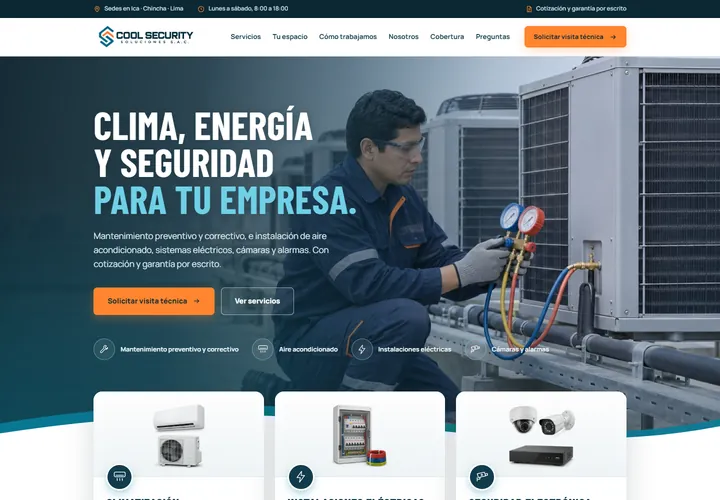 Sedes en Ica · Chincha · Lima
Lunes a sábado, 8:00 a 18:00
Cotización y garantía por escrito
COOL SECURITY
SOLUCIONES S.A.C.
Servicios
Tu espacio
Cómo trabajamos
Nosotros
Cobertura
Preguntas
Solicitar visita técnica →
CLIMA, ENERGÍA
Y SEGURIDAD
PARA TU EMPRESA.
Mantenimiento preventivo y correctivo, e instalación de aire
acondicionado, sistemas eléctricos, cámaras y alarmas. Con
cotización y garantía por escrito.
Solicitar visita técnica →
Ver servicios
Mantenimiento preventivo y correctivo
Aire acondicionado
Instalaciones eléctricas
Cámaras y alarmas